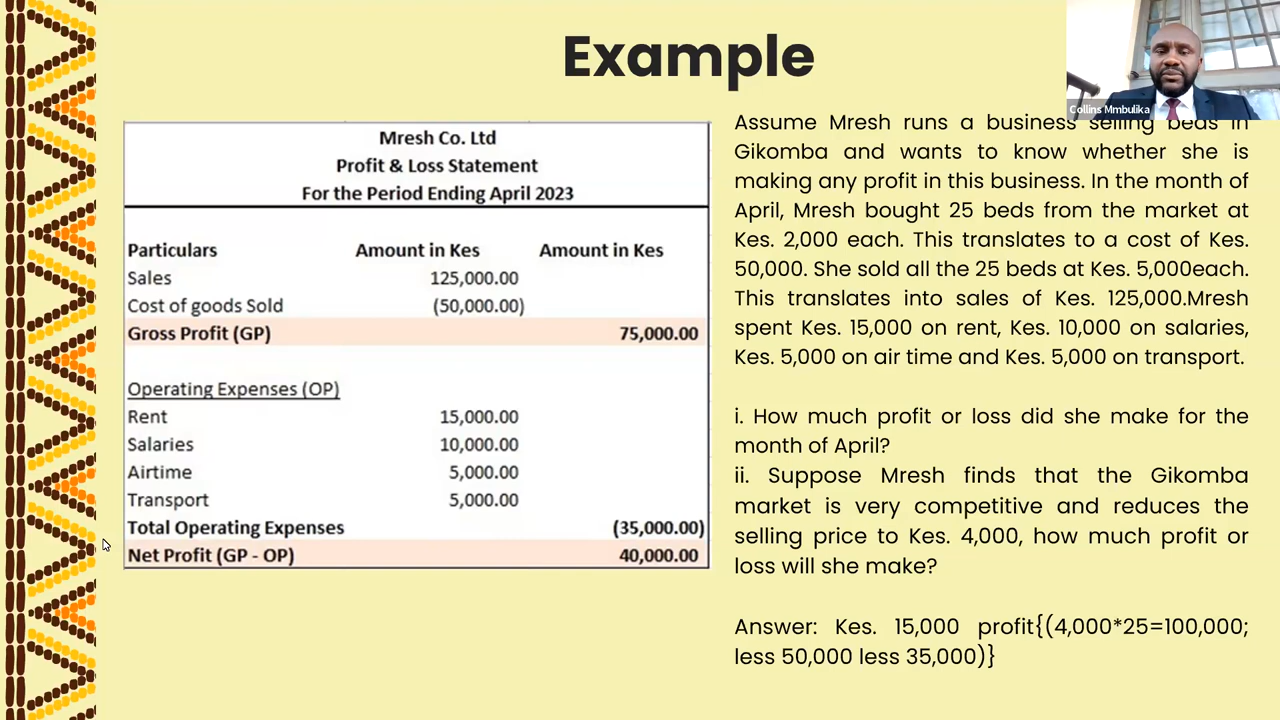 Example
Collins Mmbulika
Mresh Co. Ltd
Profit & Loss Statement
For the Period Ending April 2023
Particulars Amount in Kes Amount in Kes
Sales 125,000.00
Cost of goods Sold (50,000.00)
Gross Profit (GP) 75,000.00
Operating Expenses (OP)
Rent 15,000.00
Salaries 10,000.00
Airtime 5,000.00
Transport 5,000.00
Total Operating Expenses (35,000.00)
Net Profit (GP - OP) 40,000.00
Assume Mresh runs a business selling beds in
Gikomba and wants to know whether she is
making any profit in this business. In the month of
April, Mresh bought 25 beds from the market at
Kes. 2,000 each. This translates to a cost of Kes.
50,000. She sold all the 25 beds at Kes. 5,000each.
This translates into sales of Kes. 125,000.Mresh
spent Kes. 15,000 on rent, Kes. 10,000 on salaries,
Kes. 5,000 on air time and Kes. 5,000 on transport.
i. How much profit or loss did she make for the
month of April?
ii. Suppose Mresh finds that the Gikomba
market is very competitive and reduces the
selling price to Kes. 4,000, how much profit or
loss will she make?
Answer: Kes. 15,000 profit{(4,000*25=100,000;
less 50,000 less 35,000)}